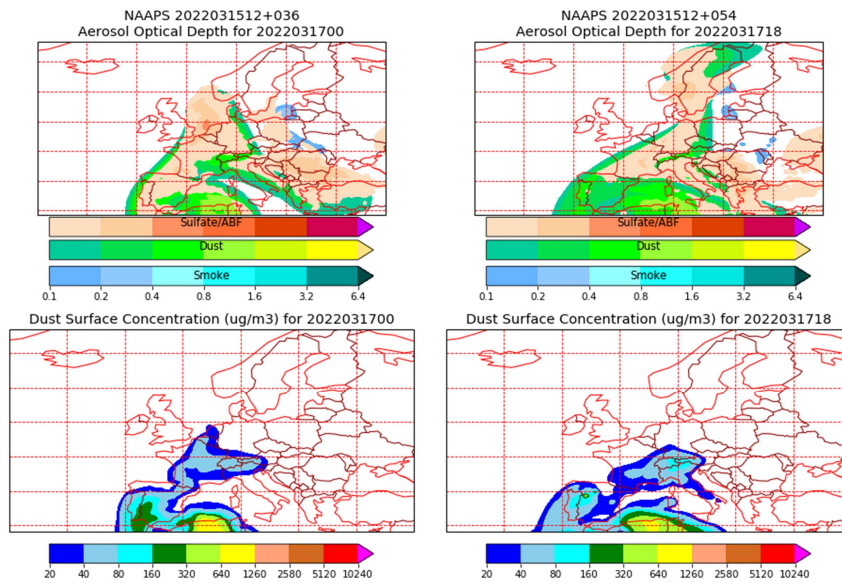 NAAPS 2022031512+036
Aerosol Optical Depth for 2022031700
NAAPS 2022031512+054
Aerosol Optical Depth for 2022031718
Sulfate/ABF
Dust
Smoke
0.1 0.2 0.4 0.8 1.6 3.2 6.4
Sulfate/ABF
Dust
Smoke
0.1 0.2 0.4 0.8 1.6 3.2 6.4
Dust Surface Concentration (ug/m3) for 2022031700
Dust Surface Concentration (ug/m3) for 2022031718
20 40 80 160 320 640 1260 2580 5120 10240
20 40 80 160 320 640 1260 2580 5120 10240